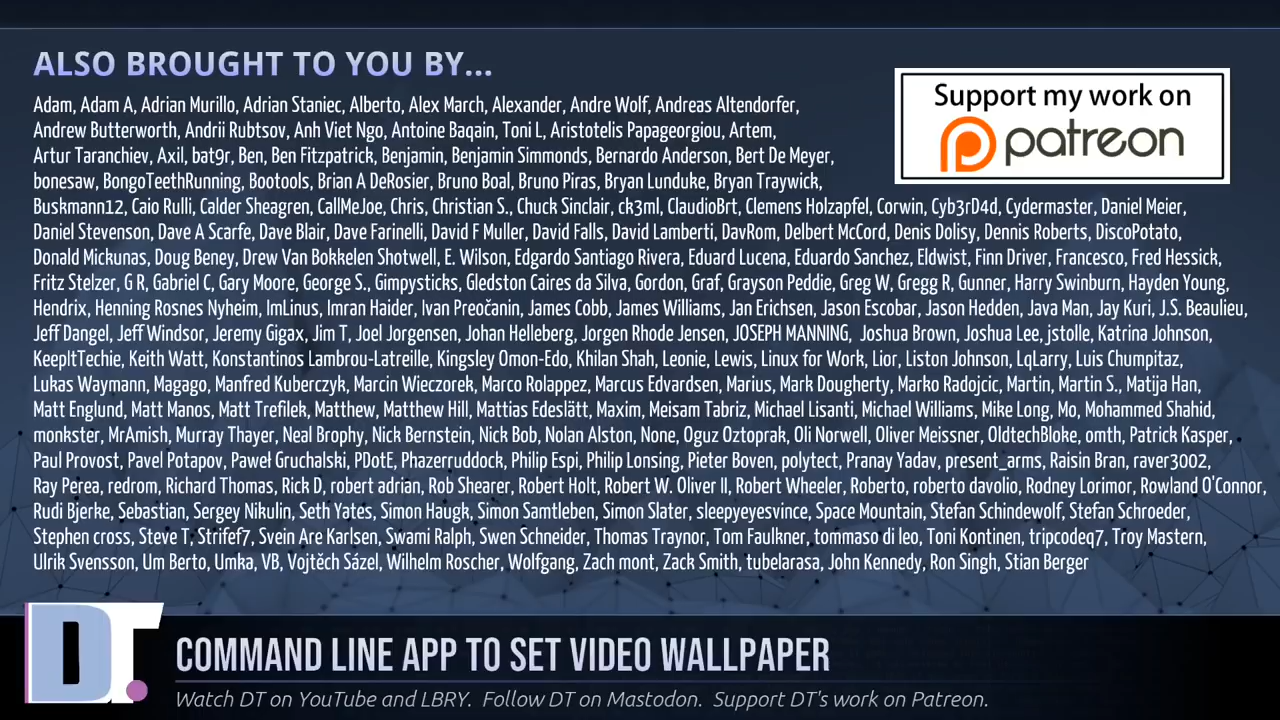 ALSO BROUGHT TO YOU BY...
Support my work on
patreon
Adam, Adam A, Adrian Murillo, Adrian Staniec, Alberto, Alex March, Alexander, Andre Wolf, Andreas Altendorfer,
Andrew Butterworth, Andrii Rubtsov, Anh Viet Ngo, Antoine Baqain, Toni L, Aristotelis Papageorgiou, Artem,
Artur Taranchiev, Axil, bat9r, Ben, Ben Fitzpatrick, Benjamin, Benjamin Simmonds, Bernardo Anderson, Bert De Meyer,
bonesaw, BongoTeethRunning, Bootools, Brian A DeRosier, Bruno Boal, Bruno Piras, Bryan Lunduke, Bryan Traywick,
Buskmann12, Caio Rulli, Calder Sheagren, CallMeJoe, Chris, Christian S., Chuck Sinclair, ck3ml, ClaudioBrt, Clemens Holzapfel, Corwin, Cyb3rD4d, Cydermaster, Daniel Meier,
Daniel Stevenson, Dave A Scarfe, Dave Blair, Dave Farinelli, David F Muller, David Falls, David Lamberti, DavRom, Delbert McCord, Denis Dolisy, Dennis Roberts, DiscoPotato,
Donald Mickunas, Doug Beney, Drew Van Bokkelen Shotwell, E. Wilson, Edgardo Santiago Rivera, Eduard Lucena, Eduardo Sanchez, Eldwist, Finn Driver, Francesco, Fred Hessick,
Fritz Stelzer, G R, Gabriel C, Gary Moore, George S., Gimpysticks, Gledston Caires da Silva, Gordon, Graf, Grayson Peddie, Greg W, Gregg R, Gunner, Harry Swinburn, Hayden Young,
Hendrix, Henning Rosnes Nyheim, ImLinus, Imran Haider, Ivan Preočanin, James Cobb, James Williams, Jan Erichsen, Jason Escobar, Jason Hedden, Java Man, Jay Kuri, J.S. Beaulieu,
Jeff Dangel, Jeff Windsor, Jeremy Gigax, Jim T, Joel Jorgensen, Johan Helleberg, Jorgen Rhode Jensen, JOSEPH MANNING, Joshua Brown, Joshua Lee, jstolle, Katrina Johnson,
KeepItTechie, Keith Watt, Konstantinos Lambrou-Latreille, Kingsley Omon-Edo, Khilan Shah, Leonie, Lewis, Linux for Work, Lior, Liston Johnson, LqLarry, Luis Chumpitaz,
Lukas Waymann, Magago, Manfred Kuberczyk, Marcin Wieczorek, Marco Rolappez, Marcus Edvardsen, Marius, Mark Dougherty, Marko Radojcic, Martin, Martin S., Matija Han,
Matt Englund, Matt Manos, Matt Trefilek, Matthew, Matthew Hill, Mattias Edeslätt, Maxim, Meisam Tabriz, Michael Lisanti, Michael Williams, Mike Long, Mo, Mohammed Shahid,
monkster, MrAmish, Murray Thayer, Neal Brophy, Nick Bernstein, Nick Bob, Nolan Alston, None, Oguz Oztoprak, Oli Norwell, Oliver Meissner, OldtechBloke, omth, Patrick Kasper,
Paul Provost, Pavel Potapov, Paweł Gruchalski, PDotE, Phazerruddock, Philip Espi, Philip Lonsing, Pieter Boven, polytect, Pranay Yadav, present_arms, Raisin Bran, raver3002,
Ray Perea, redrom, Richard Thomas, Rick D, robert adrian, Rob Shearer, Robert Holt, Robert W. Oliver II, Robert Wheeler, Roberto, roberto davolio, Rodney Lorimor, Rowland O'Connor,
Rudi Bjerke, Sebastian, Sergey Nikulin, Seth Yates, Simon Haugk, Simon Samtleben, Simon Slater, sleepyeyesvince, Space Mountain, Stefan Schindewolf, Stefan Schroeder,
Stephen cross, Steve T, Strifef7, Svein Are Karlsen, Swami Ralph, Swen Schneider, Thomas Traynor, Tom Faulkner, tommaso di leo, Toni Kontinen, tripcodeq7, Troy Mastern,
Ulrik Svensson, Um Berto, Umka, VB, Vojtěch Sázel, Wilhelm Roscher, Wolfgang, Zach mont, Zack Smith, tubelarasa, John Kennedy, Ron Singh, Stian Berger
DT.
COMMAND LINE APP TO SET VIDEO WALLPAPER
Watch DT on YouTube and LBRY. Follow DT on Mastodon. Support DT's work on Patreon.